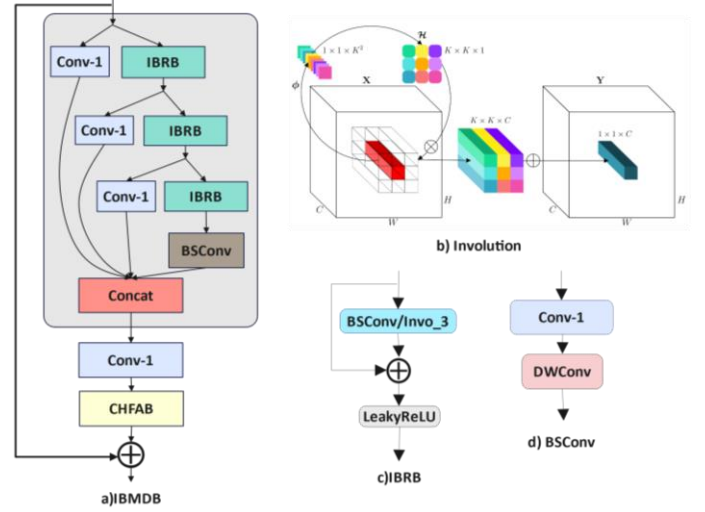 Conv-1
IBRB
Conv-1
IBRB
Conv-1
IBRB
BSConv
Concat
Conv-1
CHFAB
a)IBMDB
ϕ
1 × 1 × K²
𝓗
K × K × 1
X
C
W
H
K × K × C
Y
1 × 1 × C
C
W
H
b) Involution
BSConv/Invo_3
LeakyReLU
c)IBRB
Conv-1
DWConv
d) BSConv